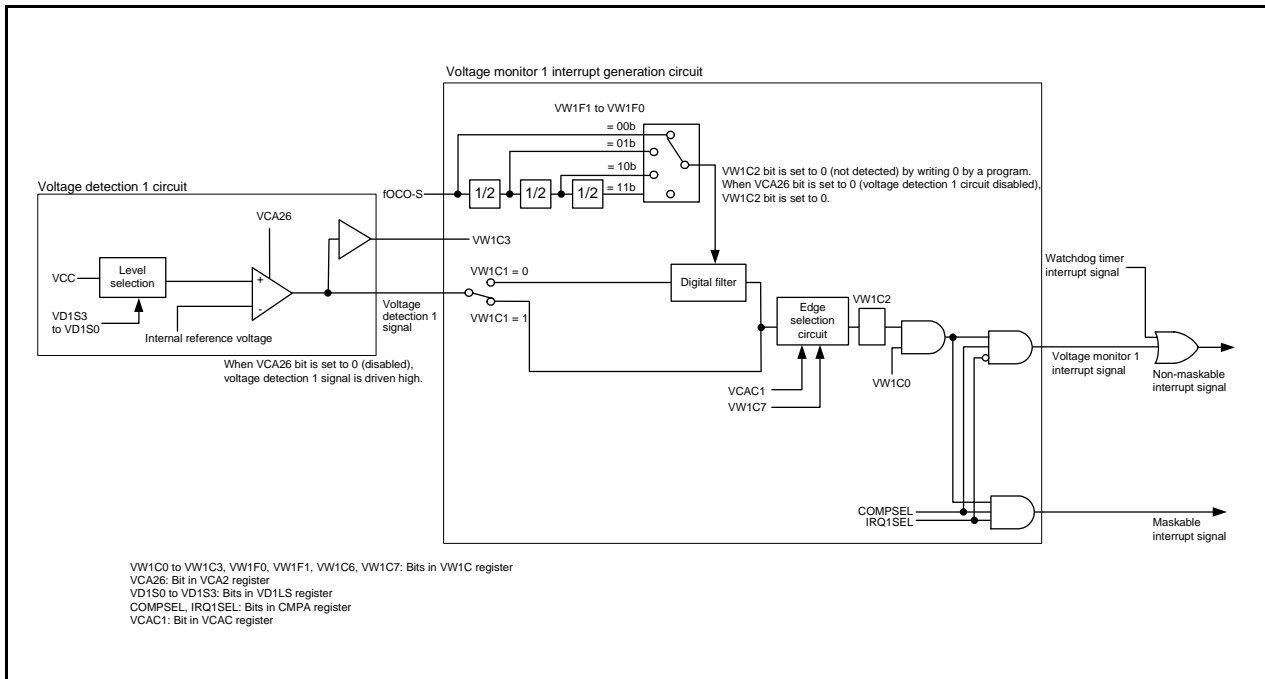 Voltage monitor 1 interrupt generation circuit
VW1F1 to VW1F0
= 00b
= 01b
= 10b
= 11b
fOCO-S
1/2
1/2
1/2
VW1C2 bit is set to 0 (not detected) by writing 0 by a program.
When VCA26 bit is set to 0 (voltage detection 1 circuit disabled),
VW1C2 bit is set to 0.
Voltage detection 1 circuit
VCA26
VCC
Level
selection
+
-
VD1S3
to VD1S0
Internal reference voltage
VW1C3
Voltage
detection 1
signal
When VCA26 bit is set to 0 (disabled),
voltage detection 1 signal is driven high.
VW1C1 = 0
VW1C1 = 1
Digital filter
Edge
selection
circuit
VW1C2
VCAC1
VW1C7
VW1C0
Watchdog timer
interrupt signal
Voltage monitor 1
interrupt signal
Non-maskable
interrupt signal
COMPSEL
IRQ1SEL
Maskable
interrupt signal
VW1C0 to VW1C3, VW1F0, VW1F1, VW1C6, VW1C7: Bits in VW1C register
VCA26: Bit in VCA2 register
VD1S0 to VD1S3: Bits in VD1LS register
COMPSEL, IRQ1SEL: Bits in CMPA register
VCAC1: Bit in VCAC register